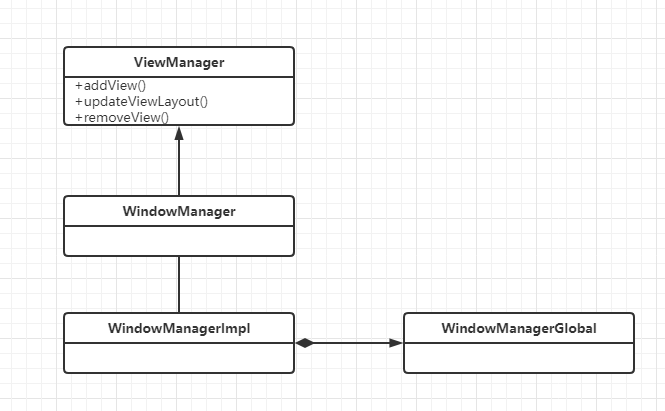 ViewManager
+addView()
+updateViewLayout()
+removeView()
WindowManager
WindowManagerImpl
WindowManagerGlobal